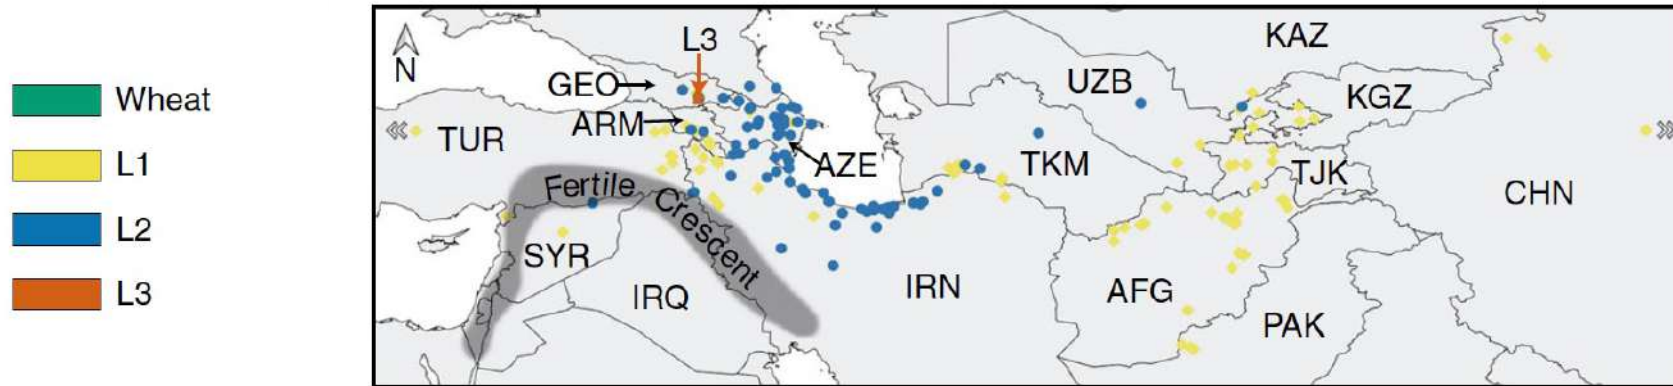 Wheat
L1
L2
L3
N
L3
GEO
ARM
TUR
AZE
Fertile Crescent
SYR
IRQ
IRN
TKM
UZB
KAZ
KGZ
TJK
AFG
PAK
CHN